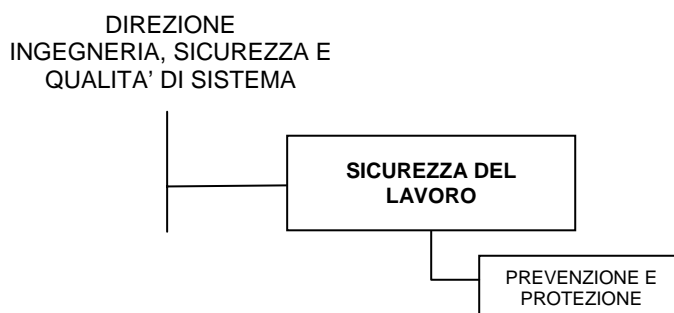 DIREZIONE
INGEGNERIA, SICUREZZA E
QUALITA' DI SISTEMA
SICUREZZA DEL
LAVORO
PREVENZIONE E
PROTEZIONE